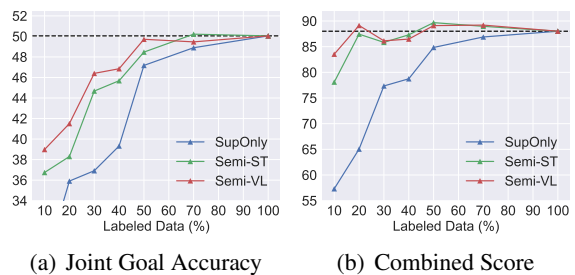 52
50
48
46
44
42
40
38
36
34
10 20 30 40 50 60 70 80 90 100
Labeled Data (%)
SupOnly
Semi-ST
Semi-VL
(a) Joint Goal Accuracy
90
85
80
75
70
65
60
55
10 20 30 40 50 60 70 80 90 100
Labeled Data (%)
SupOnly
Semi-ST
Semi-VL
(b) Combined Score